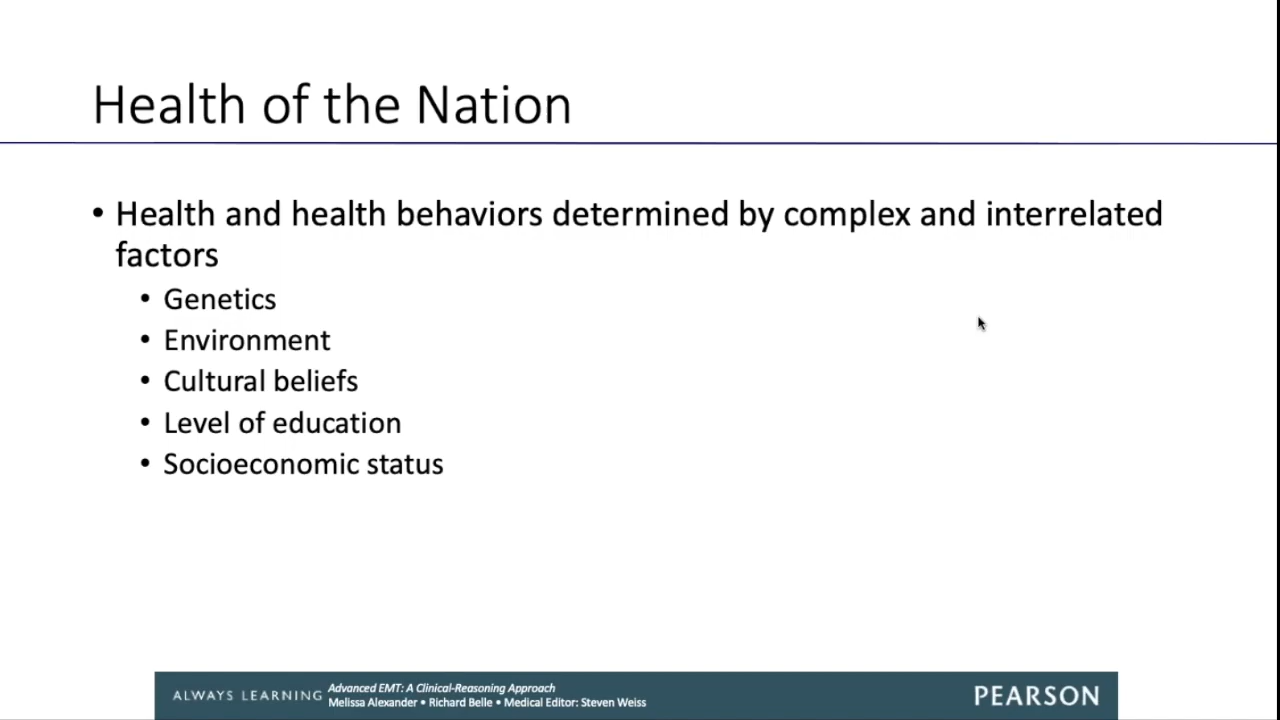 Health of the Nation
• Health and health behaviors determined by complex and interrelated
factors
• Genetics
• Environment
• Cultural beliefs
• Level of education
• Socioeconomic status
ALWAYS LEARNING
Advanced EMT: A Clinical-Reasoning Approach
Melissa Alexander • Richard Belle • Medical Editor: Steven Weiss
PEARSON